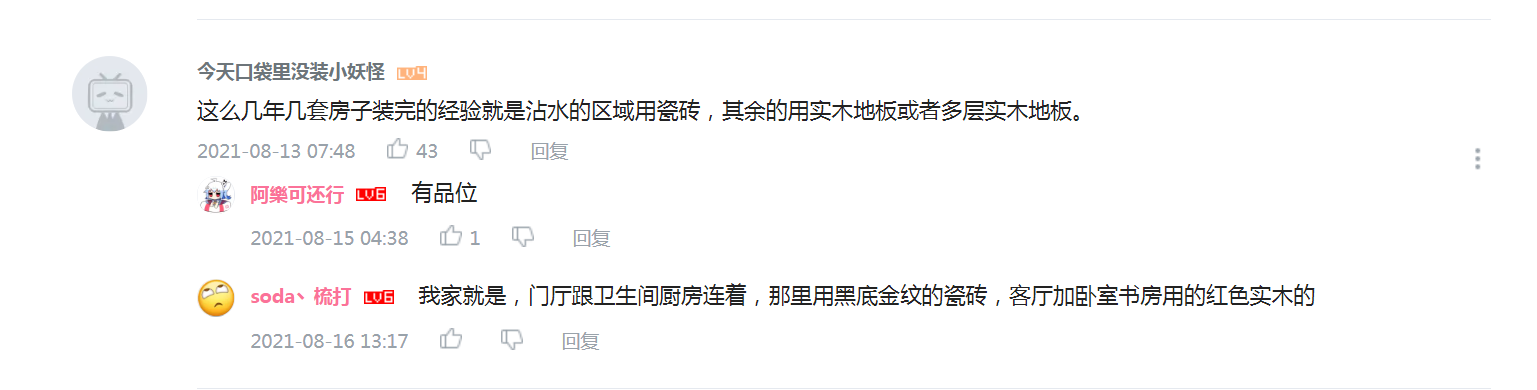 今天口袋里没装小妖怪 LV4
这么几年几套房子装完的经验就是沾水的区域用瓷砖，其余的用实木地板或者多层实木地板。
2021-08-13 07:48 43 回复
阿樂可还行 LV6 有品位
2021-08-15 04:38 1 回复
soda丶梳打 LV6 我家就是，门厅跟卫生间厨房连着，那里用黑底金纹的瓷砖，客厅加卧室书房用的红色实木的
2021-08-16 13:17 回复